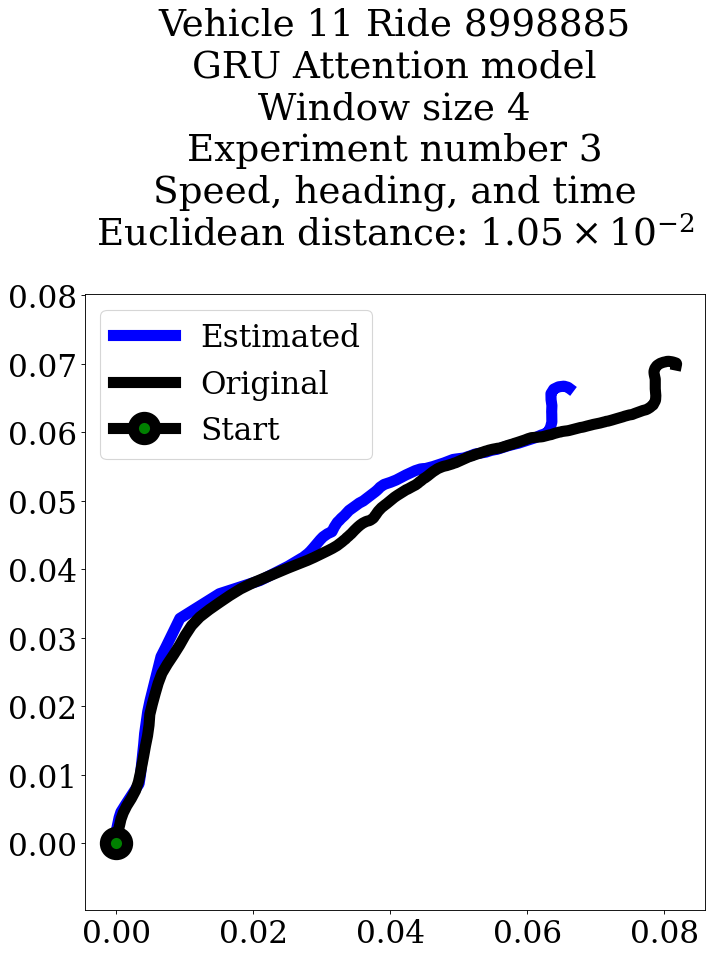 Vehicle 11 Ride 8998885
GRU Attention model
Window size 4
Experiment number 3
Speed, heading, and time
Euclidean distance: 1.05 × 10⁻²
0.08
0.07
0.06
0.05
0.04
0.03
0.02
0.01
0.00
Estimated
Original
Start
0.00 0.02 0.04 0.06 0.08